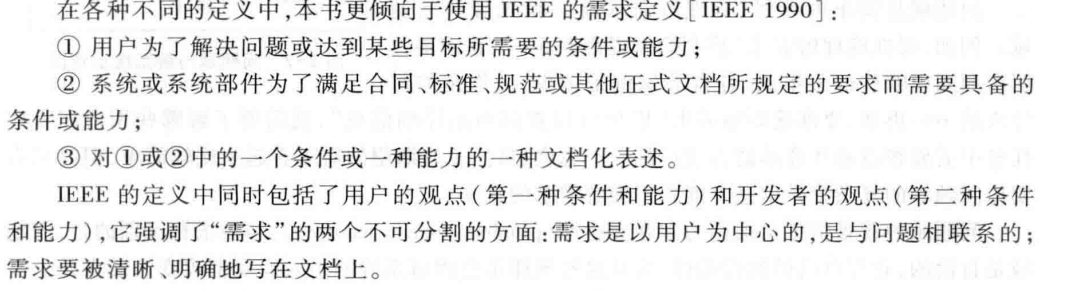 在各种不同的定义中,本书更倾向于使用 IEEE 的需求定义[IEEE 1990]:
① 用户为了解决问题或达到某些目标所需要的条件或能力;
② 系统或系统部件为了满足合同、标准、规范或其他正式文档所规定的要求而需要具备的
条件或能力;
③ 对①或②中的一个条件或一种能力的一种文档化表述。
IEEE 的定义中同时包括了用户的观点(第一种条件和能力)和开发者的观点(第二种条件
和能力),它强调了“需求”的两个不可分割的方面:需求是以用户为中心的,是与问题相联系的;
需求要被清晰、明确地写在文档上。